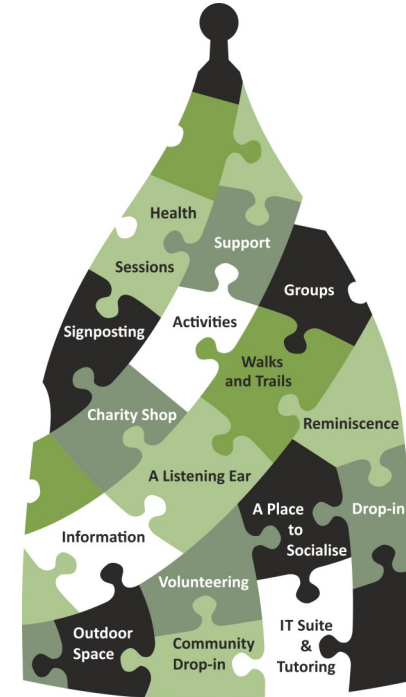 Health
Sessions
Support
Groups
Signposting
Activities
Walks
and Trails
Charity Shop
Reminiscence
A Listening Ear
A Place
to
Socialise
Drop-in
Information
Volunteering
Outdoor
Space
Community
Drop-in
IT Suite
&
Tutoring